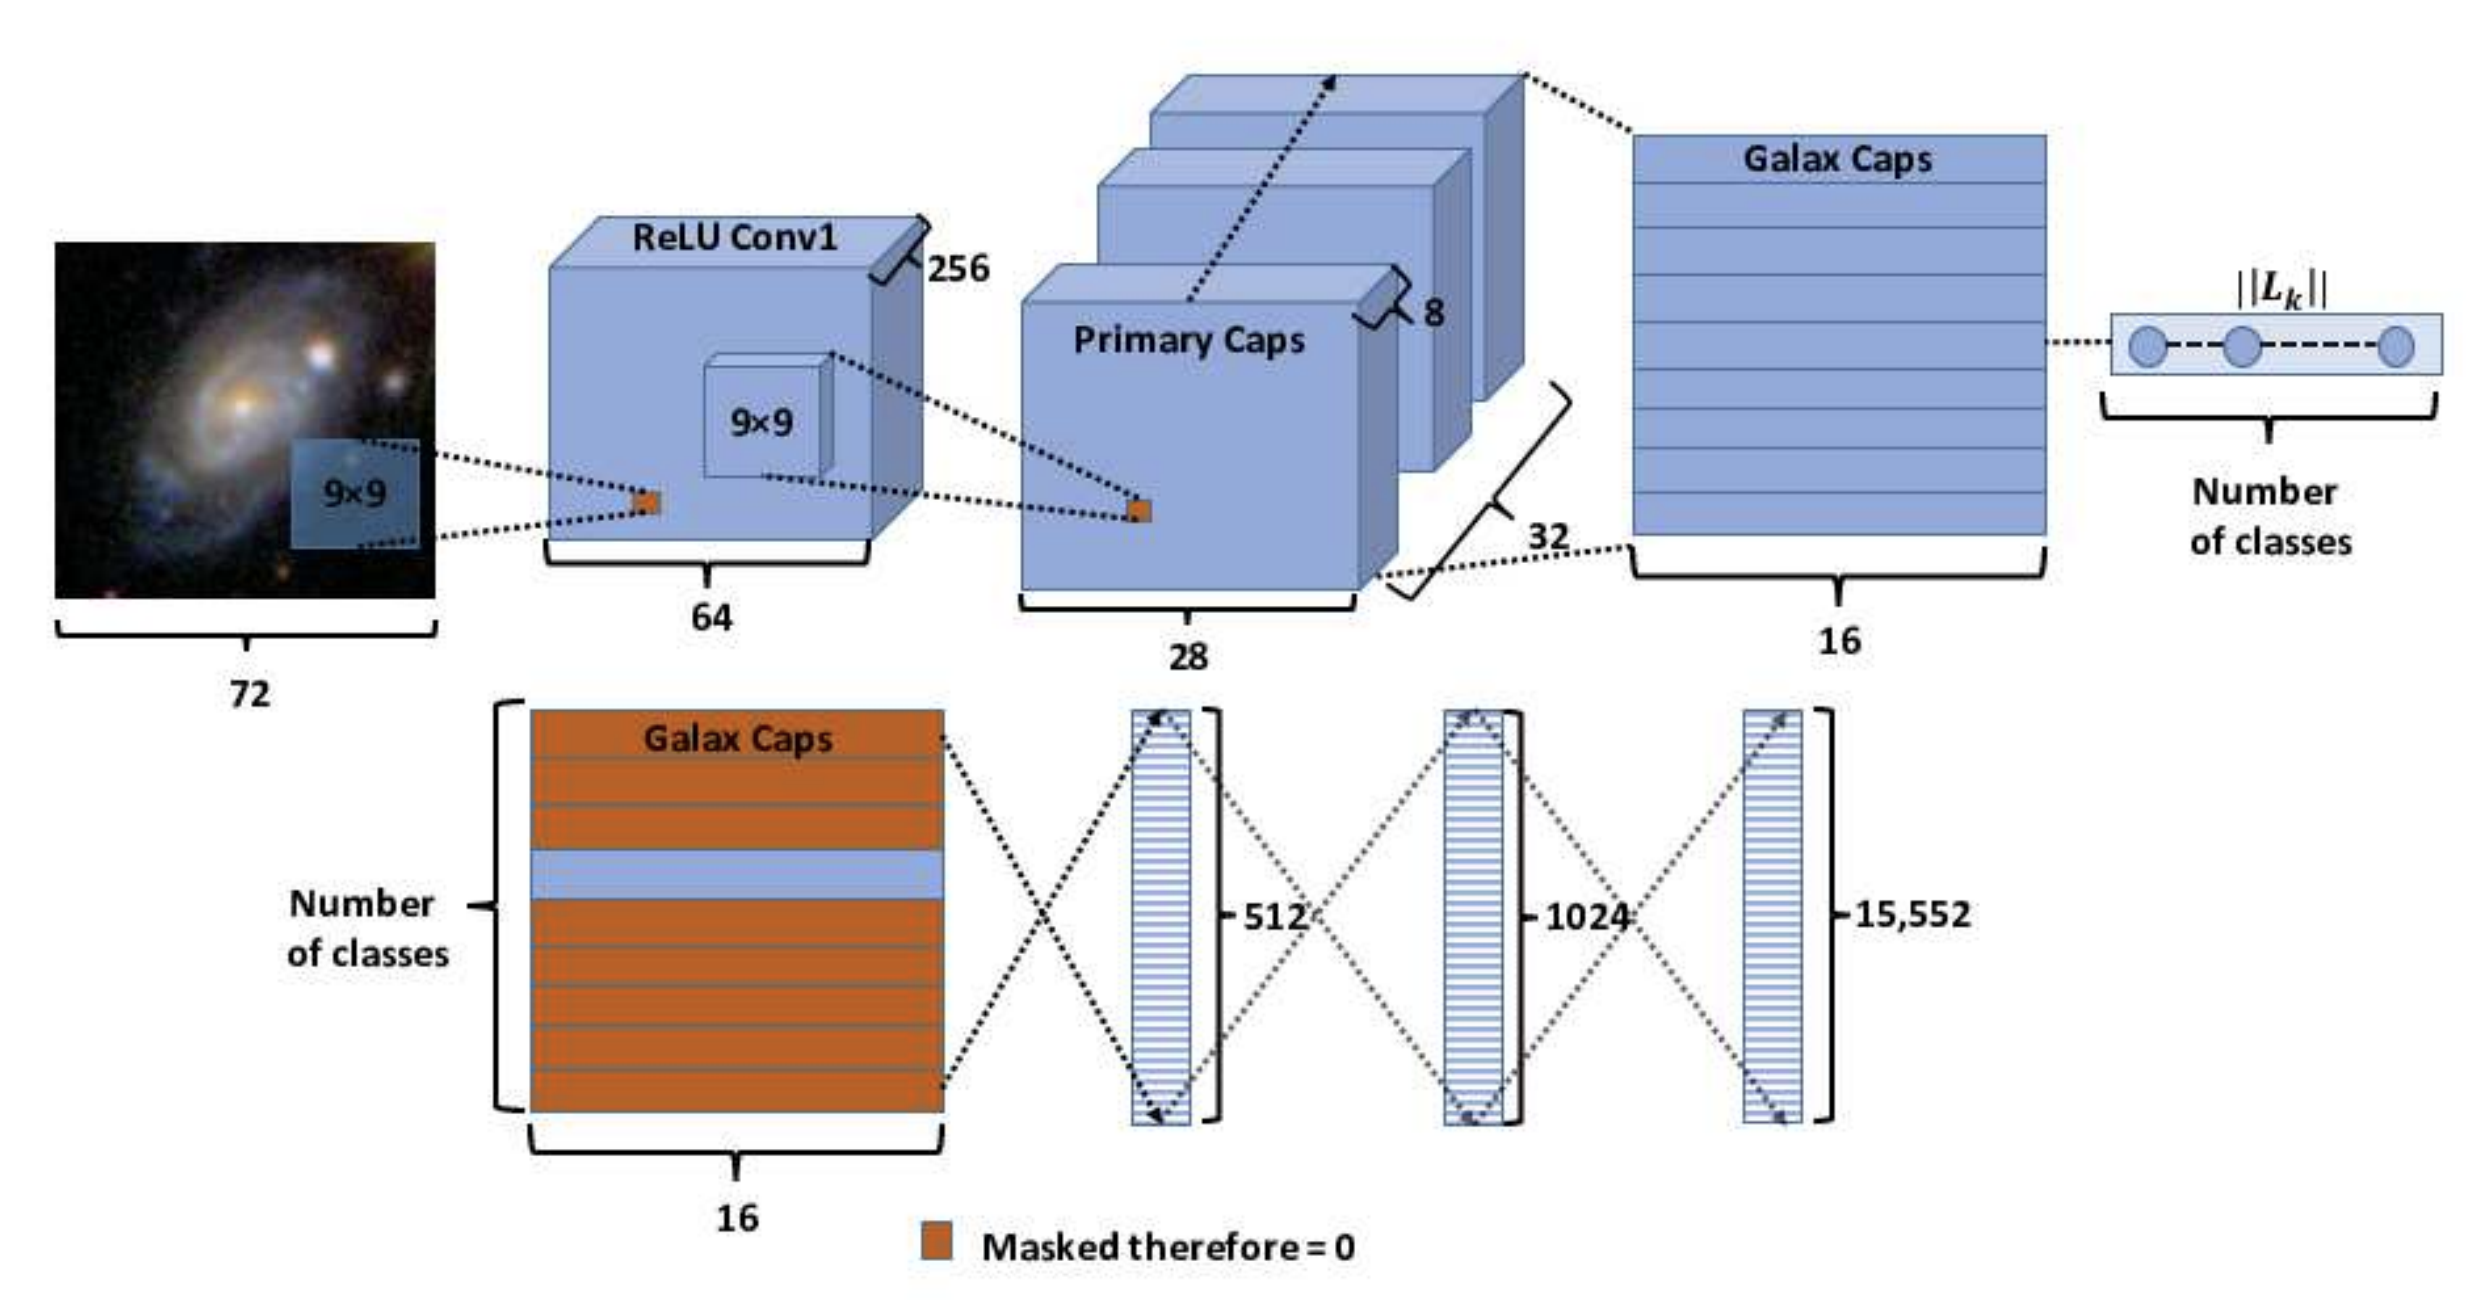 ReLU Conv1
256
9×9
9×9
64
72
Primary Caps
8
32
28
Galax Caps
16
||L_k||
Number
of classes
Galax Caps
Number
of classes
16
512
1024
15,552
Masked therefore = 0